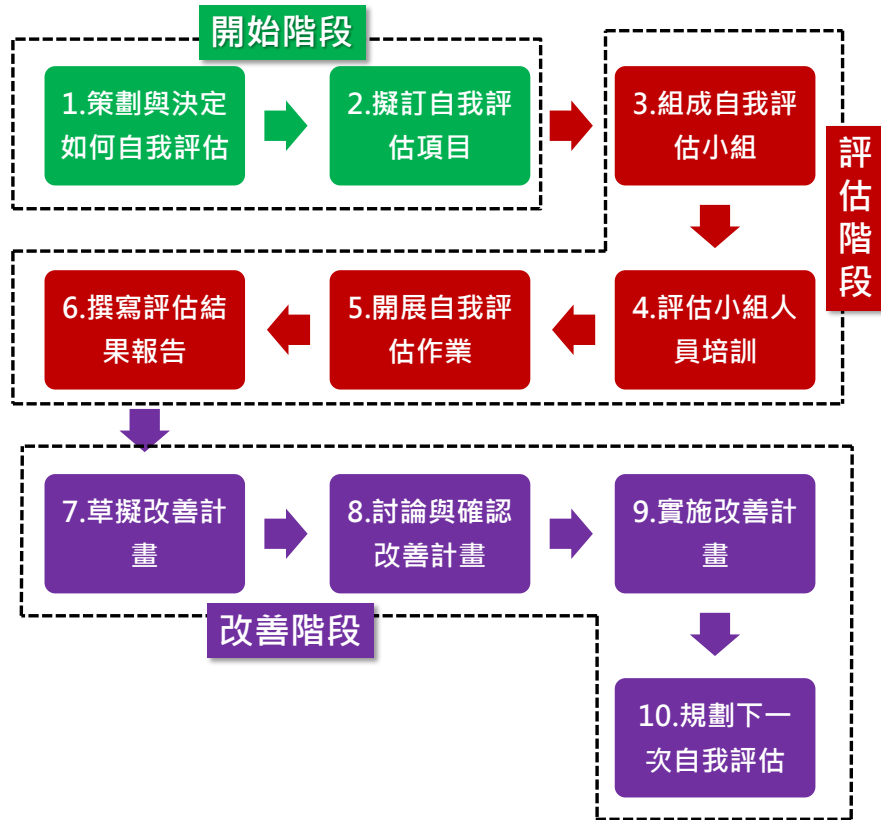 開始階段
1.策劃與決定
如何自我評估
2.擬訂自我評
估項目
3.組成自我評
估小組
評估階段
4.評估小組人
員培訓
5.開展自我評
估作業
6.撰寫評估結
果報告
7.草擬改善計
畫
8.討論與確認
改善計畫
9.實施改善計
畫
改善階段
10.規劃下一
次自我評估